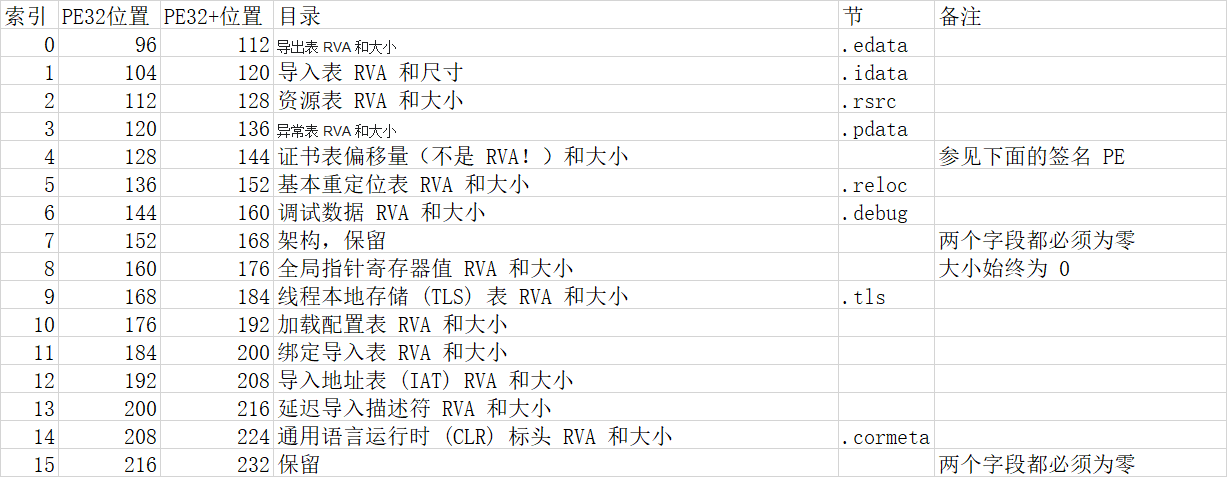 索引 PE32位置 PE32+位置 目录 节 备注
0 96 112 导出表 RVA 和大小 .edata
1 104 120 导入表 RVA 和尺寸 .idata
2 112 128 资源表 RVA 和大小 .rsrc
3 120 136 异常表 RVA 和大小 .pdata
4 128 144 证书表偏移量（不是 RVA！）和大小 参见下面的签名 PE
5 136 152 基本重定位表 RVA 和大小 .reloc
6 144 160 调试数据 RVA 和大小 .debug
7 152 168 架构，保留 两个字段都必须为零
8 160 176 全局指针寄存器值 RVA 和大小 大小始终为 0
9 168 184 线程本地存储 (TLS) 表 RVA 和大小 .tls
10 176 192 加载配置表 RVA 和大小
11 184 200 绑定导入表 RVA 和大小
12 192 208 导入地址表 (IAT) RVA 和大小
13 200 216 延迟导入描述符 RVA 和大小
14 208 224 通用语言运行时 (CLR) 标头 RVA 和大小 .cormeta
15 216 232 保留 两个字段都必须为零